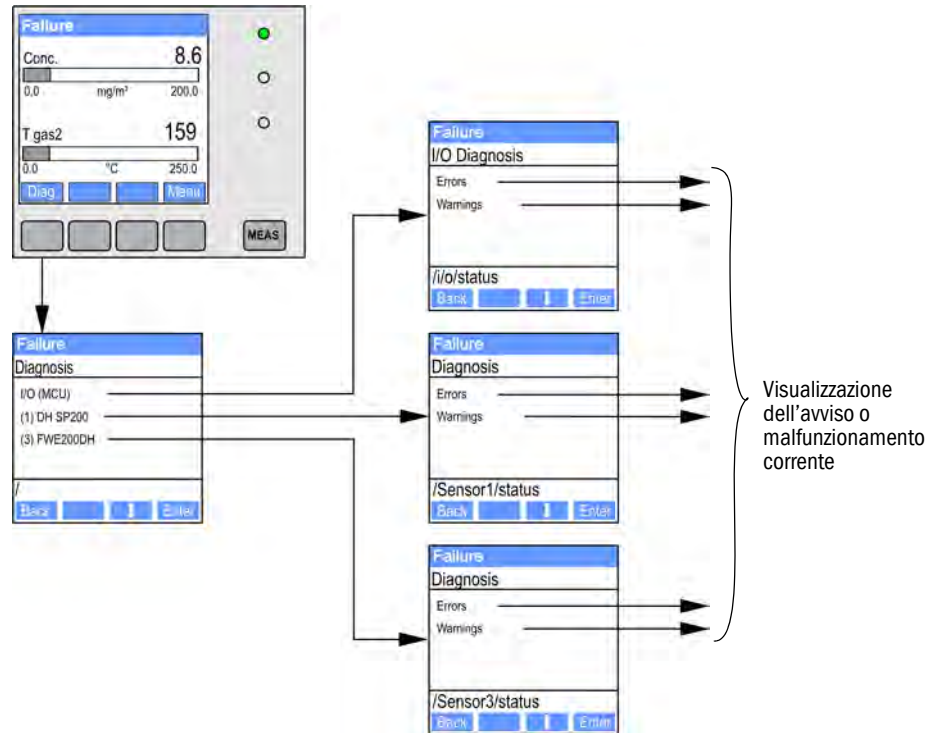 Failure
Conc. 8.6
0,0 mg/m³ 200.0
T gas2 159
0.0 °C 250.0
Diag Menu
MEAS
Failure
Diagnosis
I/O (MCU)
(1) DH SP200
(3) FWE200DH
/
Back Enter
Failure
I/O Diagnosis
Errors
Warnings
/i/o/status
Back Enter
Failure
Diagnosis
Errors
Warnings
/Sensor1/status
Back Enter
Failure
Diagnosis
Errors
Warnings
/Sensor3/status
Back Enter
Visualizzazione
dell'avviso o
malfunzionamento
corrente